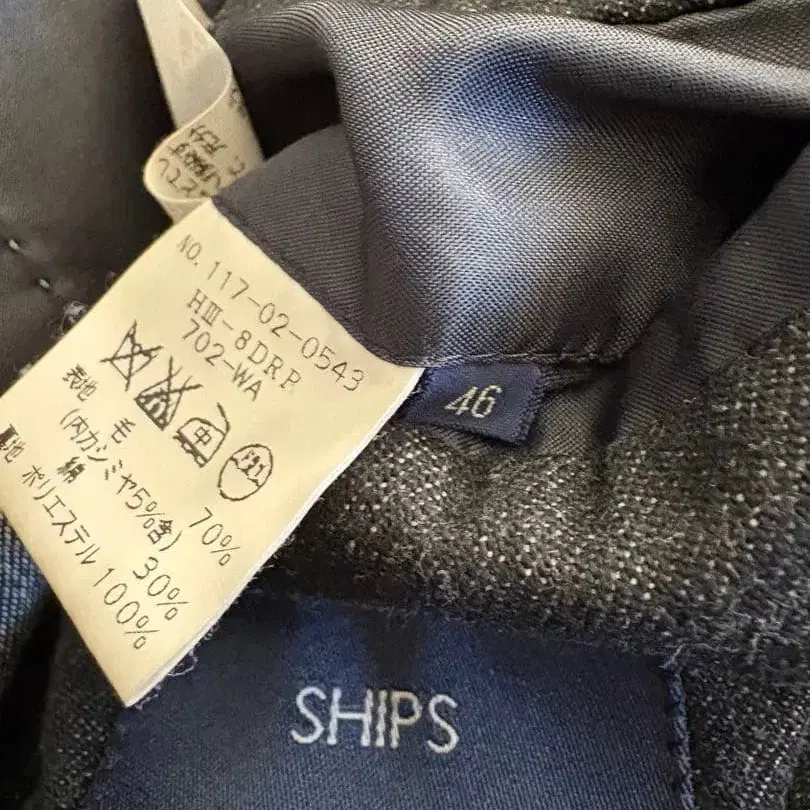 NO. 117-02-0543
HⅢ-8DRP
702-WA
中
表地 毛 70%
(内カシミヤ5%含)
絹 30%
裏地 ポリエステル 100%
46
SHIPS